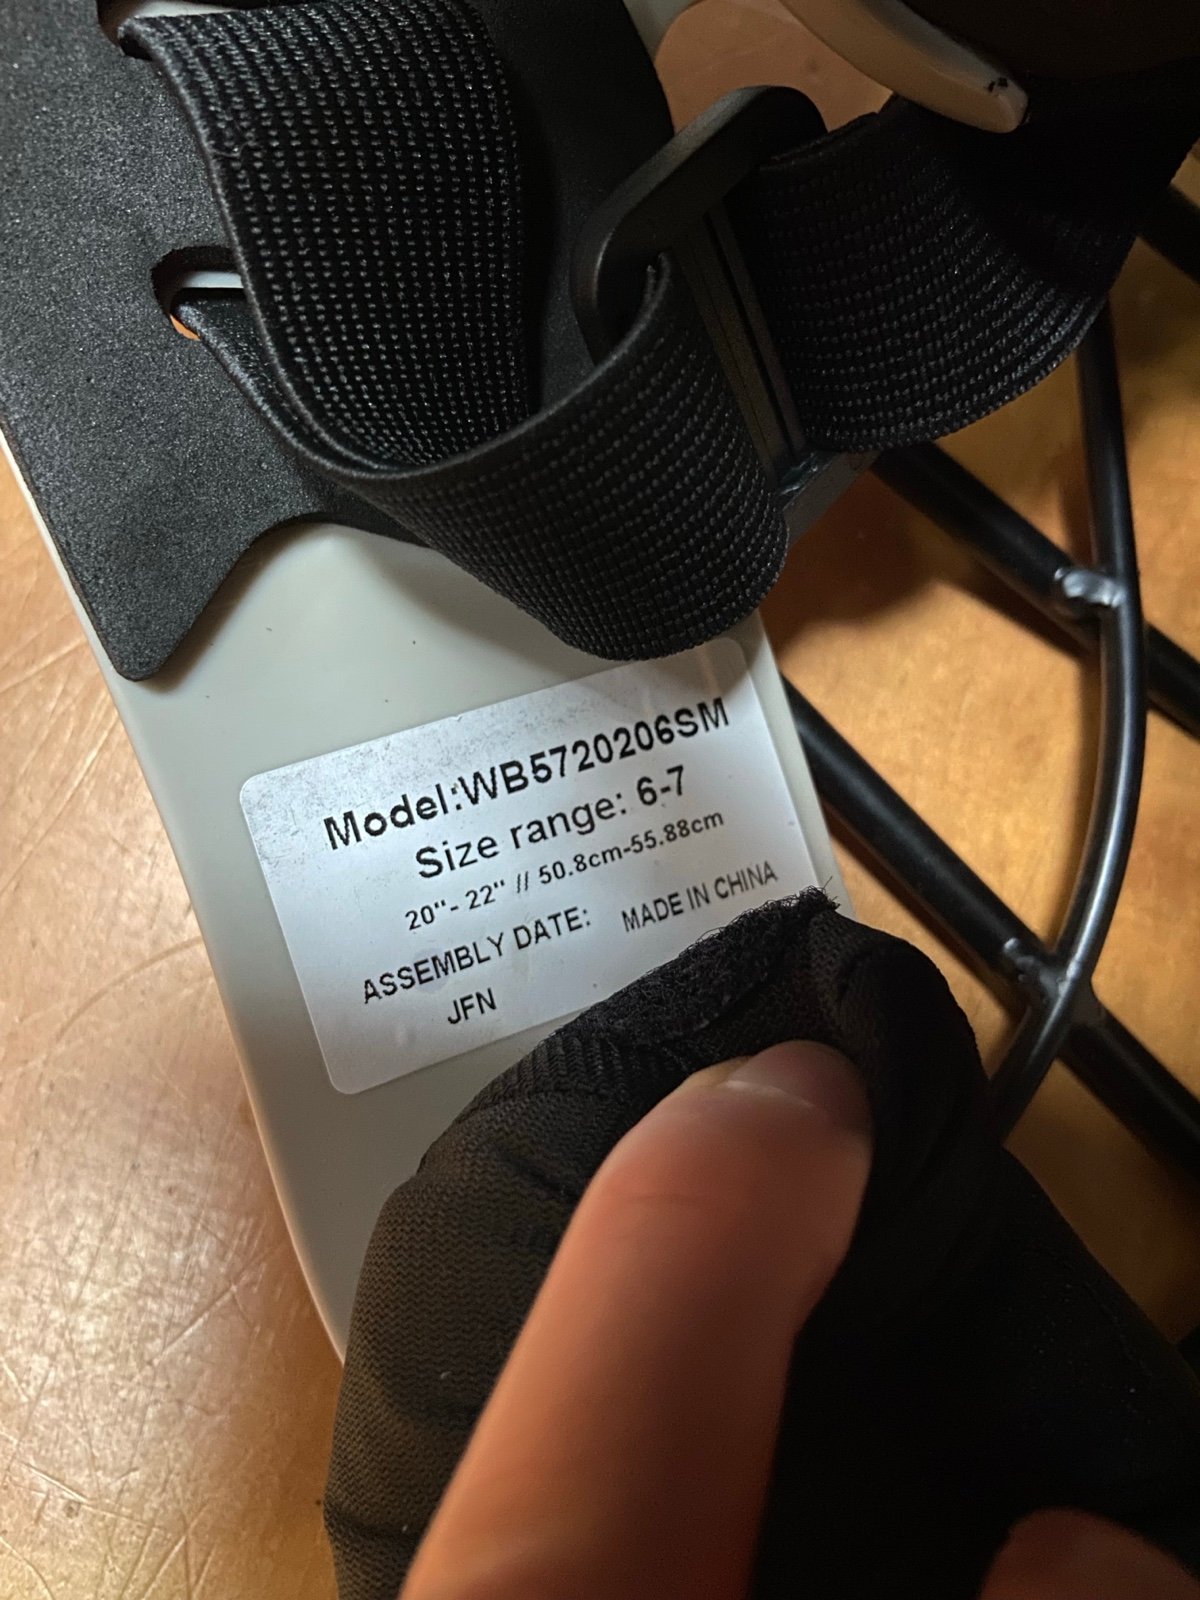 Model:WB5720206SM
Size range: 6-7
20"- 22" // 50.8cm-55.88cm
ASSEMBLY DATE: MADE IN CHINA
JFN